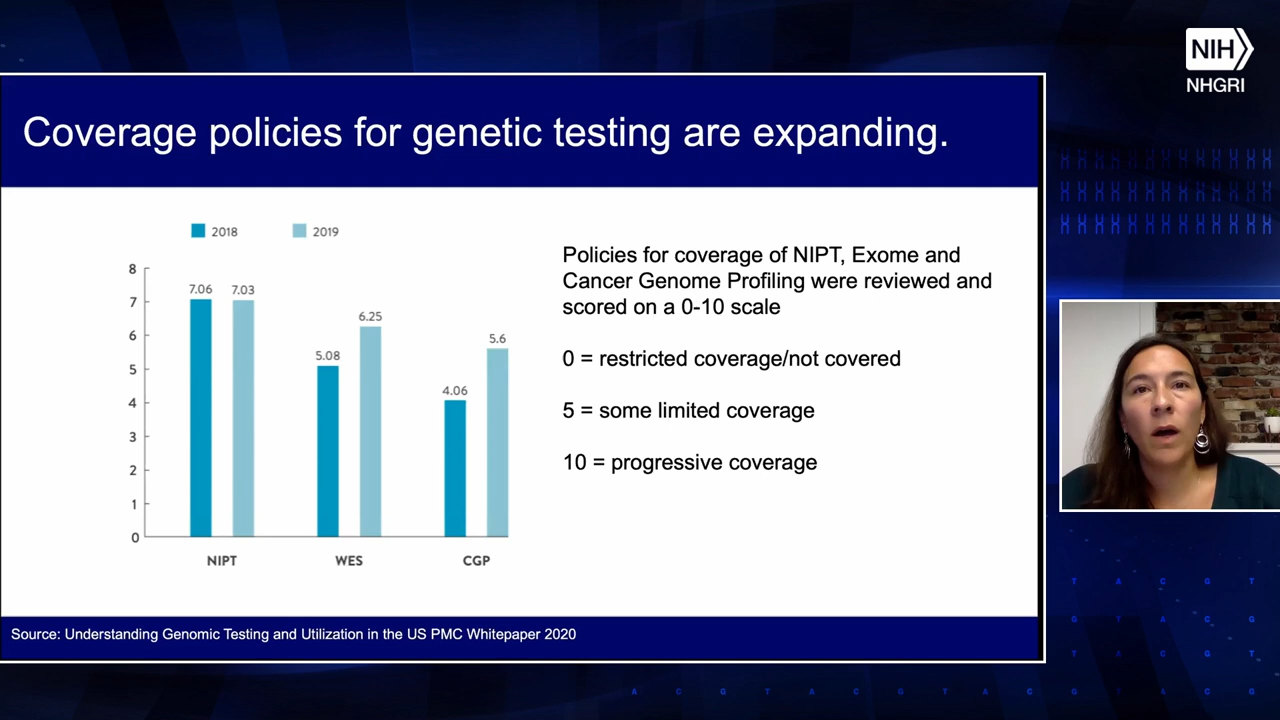 NIH
NHGRI
Coverage policies for genetic testing are expanding.
2018 2019
8
7
6
5
4
3
2
1
0
7.06 7.03
5.08 6.25
4.06 5.6
NIPT WES CGP
Policies for coverage of NIPT, Exome and
Cancer Genome Profiling were reviewed and
scored on a 0-10 scale
0 = restricted coverage/not covered
5 = some limited coverage
10 = progressive coverage
Source: Understanding Genomic Testing and Utilization in the US PMC Whitepaper 2020
T A C G T
G T A C G
T A C G T
A C G T A C G T A C G T A C G